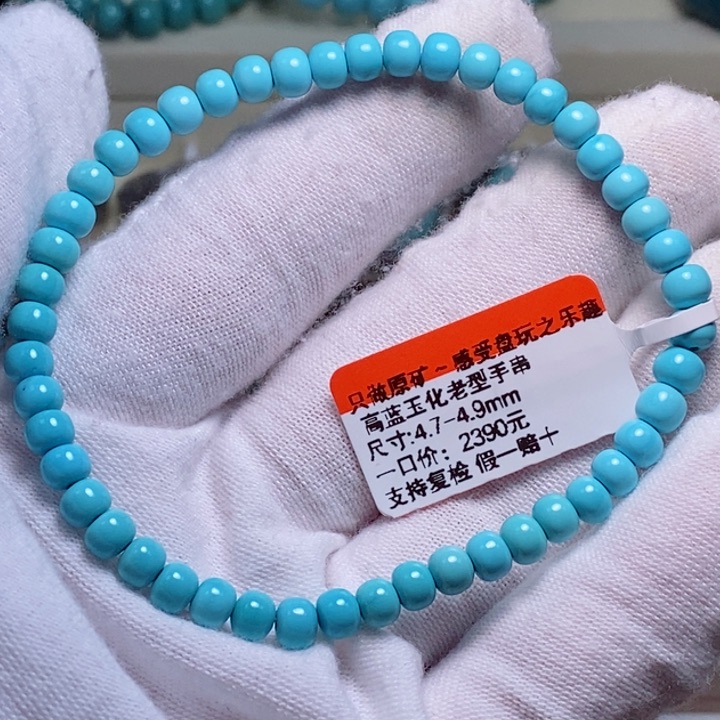 只做原矿～感受盘玩之乐趣
高蓝玉化老型手串
尺寸:4.7-4.9mm
一口价：2390元
支持复检 假一赔十